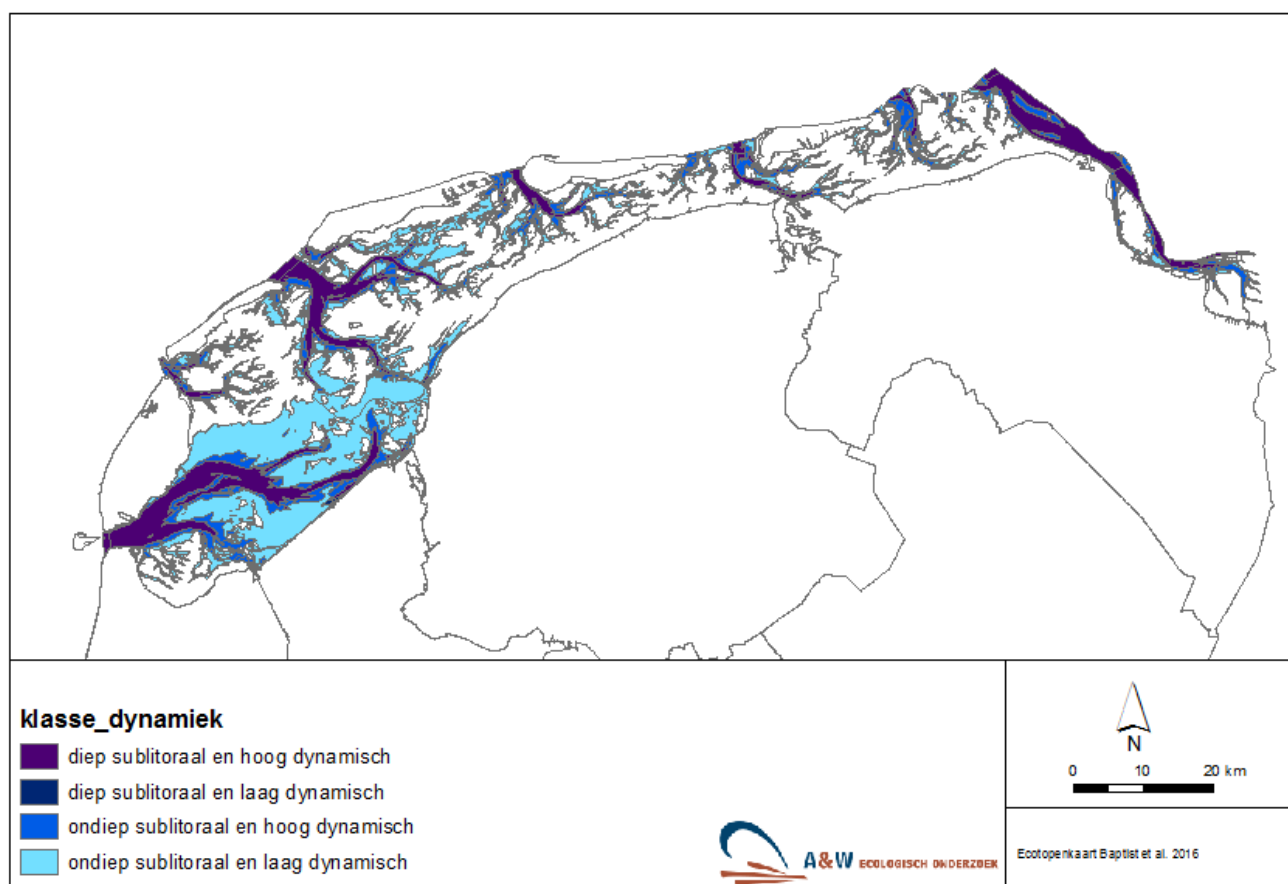 klasse_dynamiek
diep sublitoraal en hoog dynamisch
diep sublitoraal en laag dynamisch
ondiep sublitoraal en hoog dynamisch
ondiep sublitoraal en laag dynamisch
A&W ECOLOGISCH ONDERZOEK
N
0 10 20 km
Ecotopenkaart Baptist et al. 2016